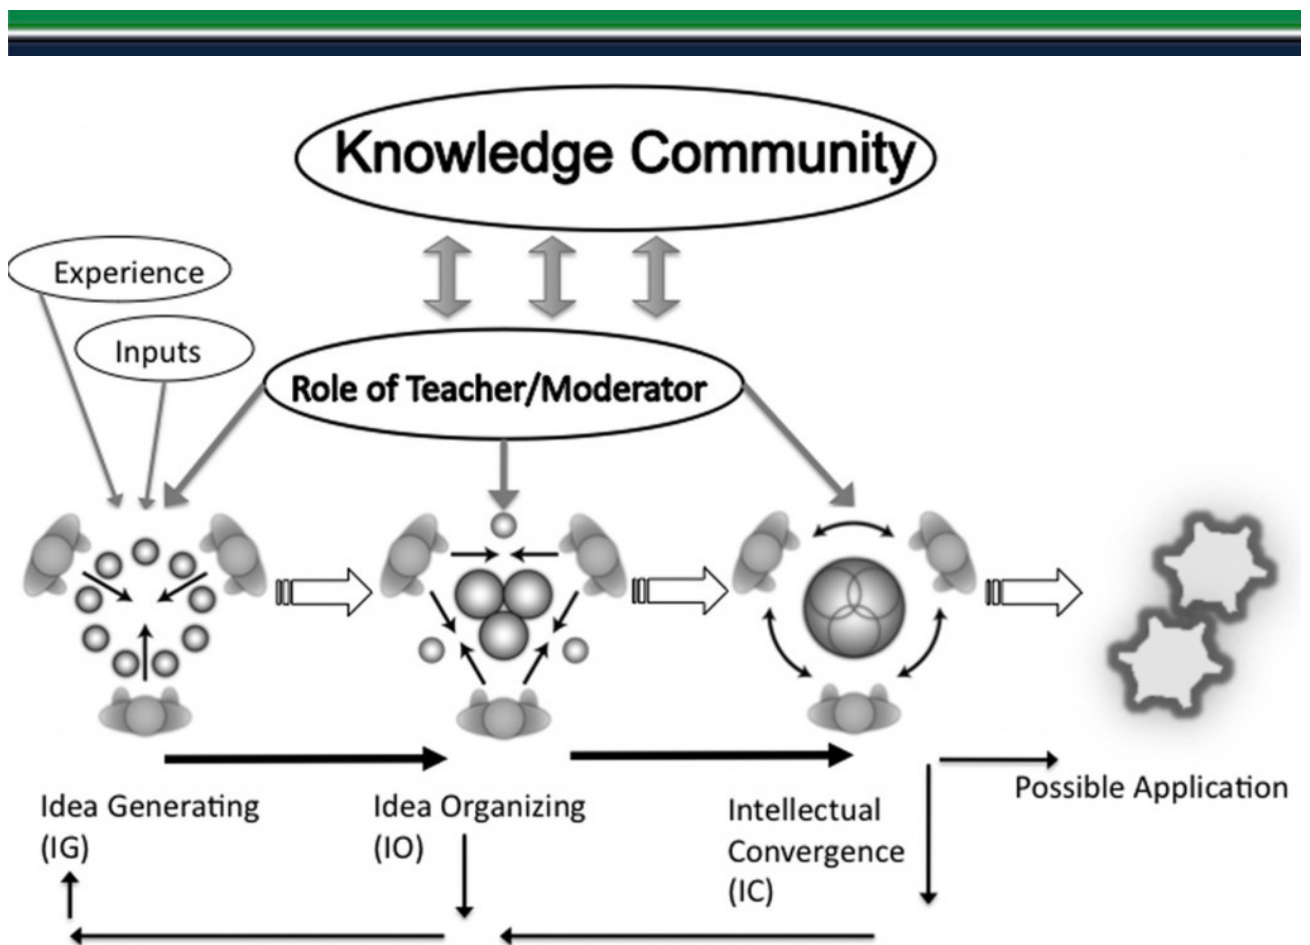 Knowledge Community
Experience
Inputs
Role of Teacher/Moderator
Idea Generating
(IG)
Idea Organizing
(IO)
Intellectual
Convergence
(IC)
Possible Application